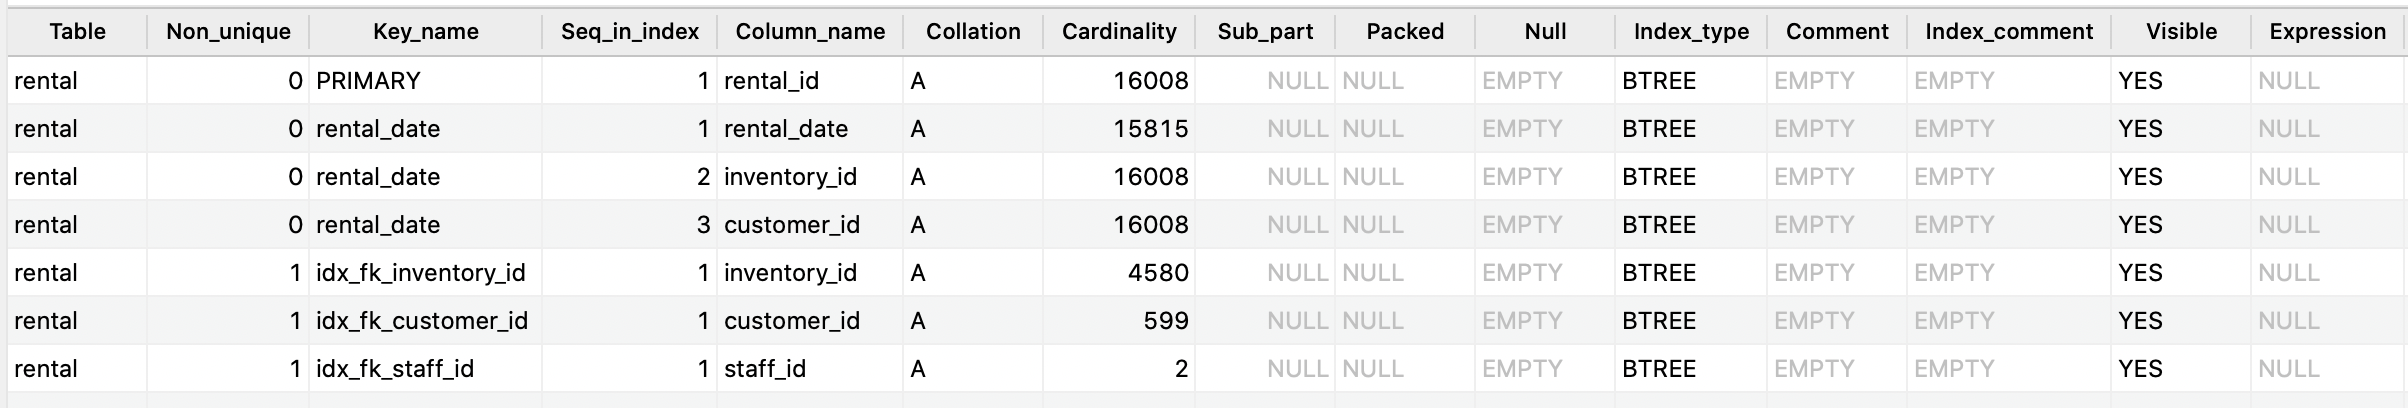 Table Non_unique Key_name Seq_in_index Column_name Collation Cardinality Sub_part Packed Null Index_type Comment Index_comment Visible Expression
rental 0 PRIMARY 1 rental_id A 16008 NULL NULL EMPTY BTREE EMPTY EMPTY YES NULL
rental 0 rental_date 1 rental_date A 15815 NULL NULL EMPTY BTREE EMPTY EMPTY YES NULL
rental 0 rental_date 2 inventory_id A 16008 NULL NULL EMPTY BTREE EMPTY EMPTY YES NULL
rental 0 rental_date 3 customer_id A 16008 NULL NULL EMPTY BTREE EMPTY EMPTY YES NULL
rental 1 idx_fk_inventory_id 1 inventory_id A 4580 NULL NULL EMPTY BTREE EMPTY EMPTY YES NULL
rental 1 idx_fk_customer_id 1 customer_id A 599 NULL NULL EMPTY BTREE EMPTY EMPTY YES NULL
rental 1 idx_fk_staff_id 1 staff_id A 2 NULL NULL EMPTY BTREE EMPTY EMPTY YES NULL